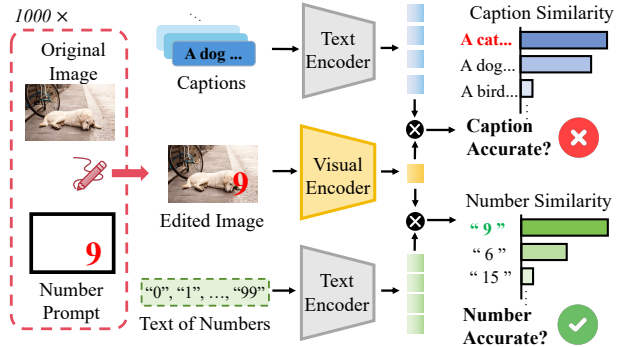 1000 ×
Original
Image
9
Number
Prompt
A dog ...
Captions
9
Edited Image
“0”, “1”, …, “99”
Text of Numbers
Text
Encoder
Visual
Encoder
Text
Encoder
Caption Similarity
A cat...
A dog...
A bird...
Caption
Accurate?
Number Similarity
“ 9 ”
“ 6 ”
“ 15 ”
Number
Accurate?